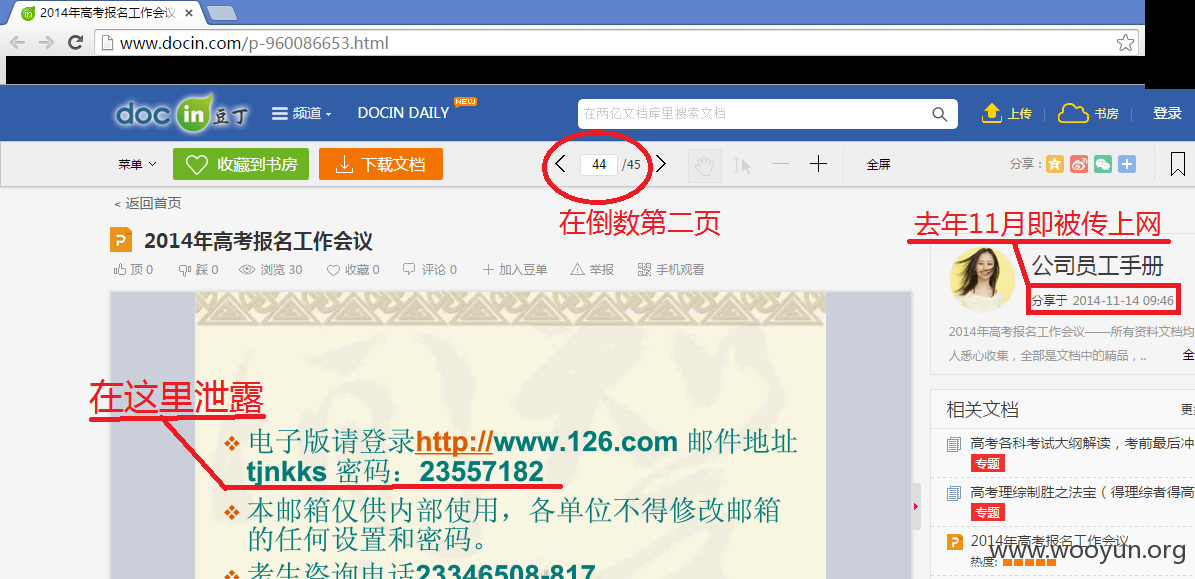 2014年高考报名工作会议
www.docin.com/p-960086653.html
docin豆丁
频道
DOCIN DAILY
NEW
在两亿文档库里搜索文档
上传
书房
登录
菜单
收藏到书房
下载文档
44 /45
全屏
分享：
在倒数第二页
< 返回首页
去年11月即被传上网
P 2014年高考报名工作会议
顶 0 踩 0 浏览 30 收藏 0 评论 0 加入豆单 举报 手机观看
公司员工手册
分享于 2014-11-14 09:46
2014年高考报名工作会议——所有资料文档均
人悉心收集，全部是文档中的精品，..
全
在这里泄露
电子版请登录http://www.126.com 邮件地址
tjnkks 密码：23557182
本邮箱仅供内部使用，各单位不得修改邮箱
的任何设置和密码。
考生咨询电话23346508-817
相关文档
更
高考各科考试大纲解读，考前最后冲
专题
高考理综制胜之法宝（得理综者得高
专题
P 2014年高考报名工作会议
热度：
www.wooyun.org